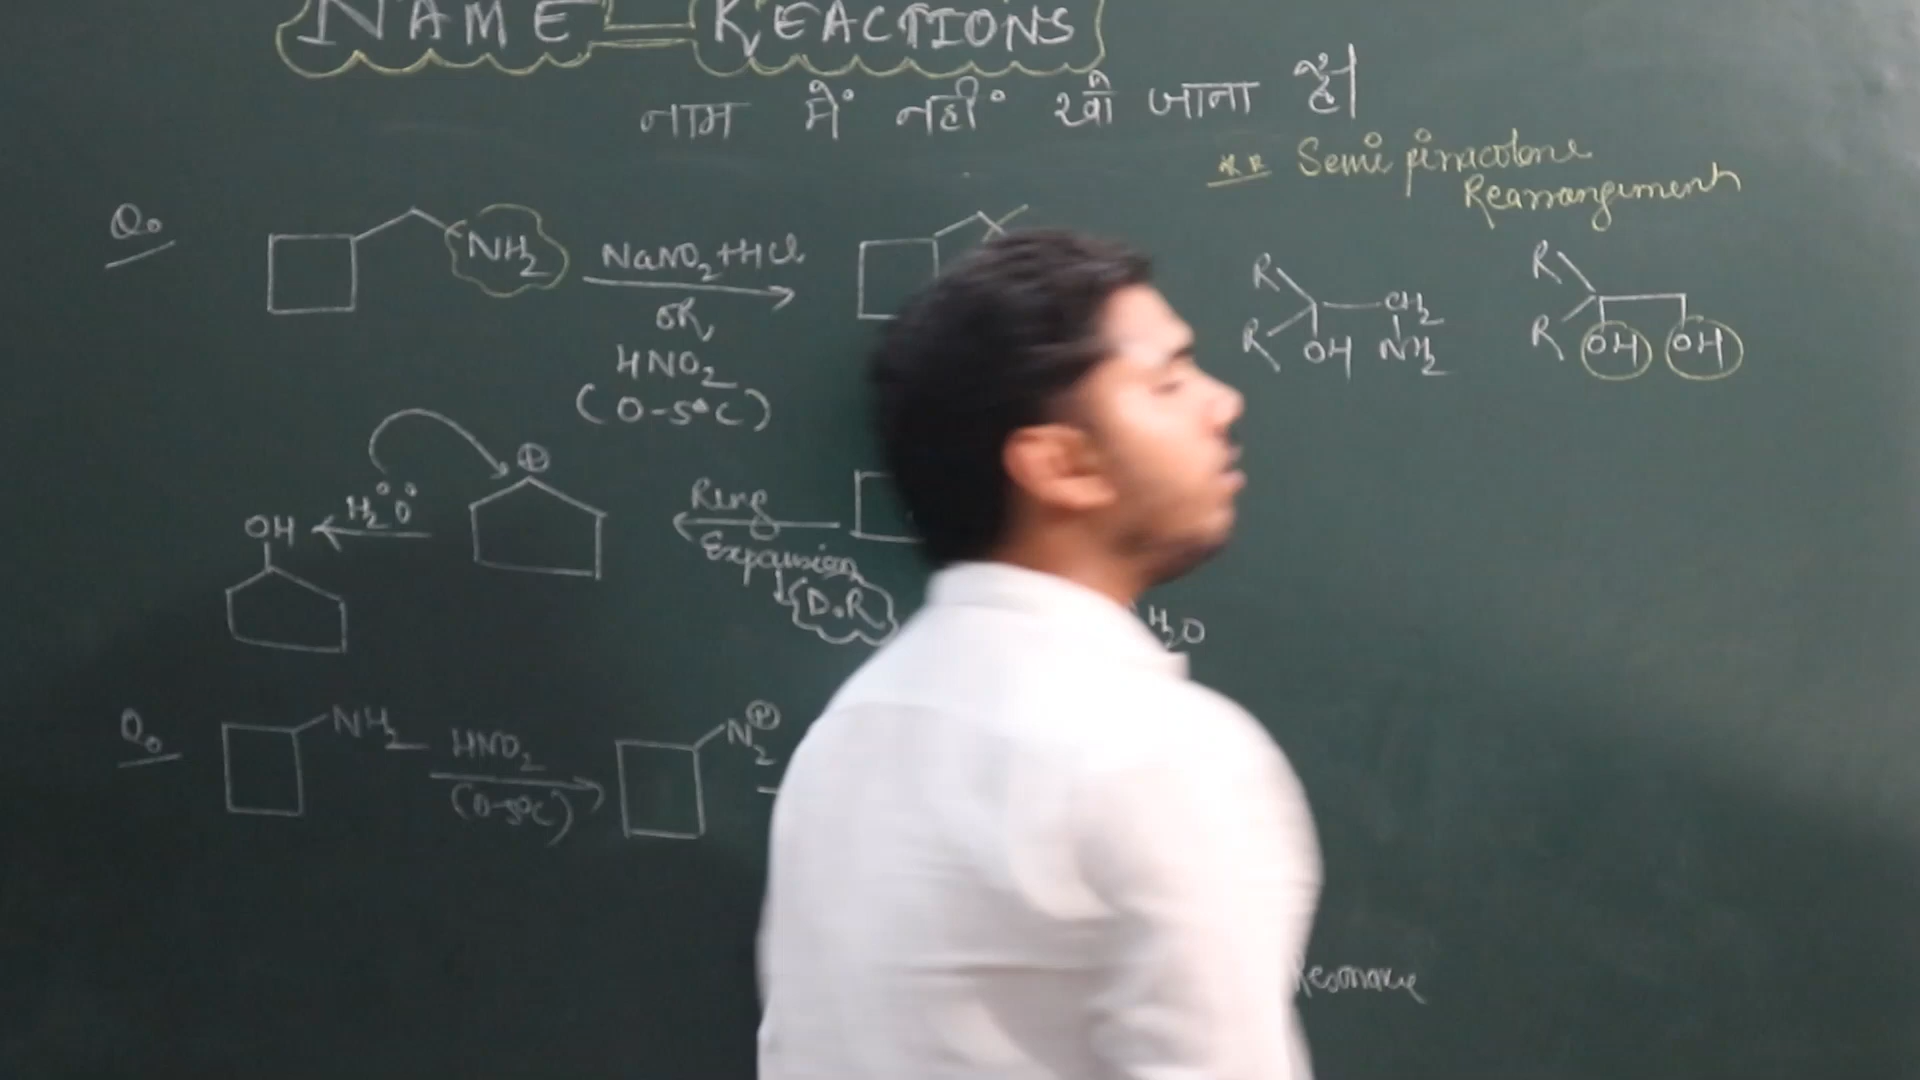 NAME REACTIONS
नाम में नहीं खो जाना है।
** Semi pinacolone
Rearrangement
Q.
NH2
NaNO2+HCl
OR
HNO2
(0-5°C)
R
R
OH
CH2
NH2
R
R
OH
OH
OH
H2O
⊕
Ring
Expansion
D.R
H2O
Q.
NH2
HNO2
(0-5°C)
N2⊕
Resonance